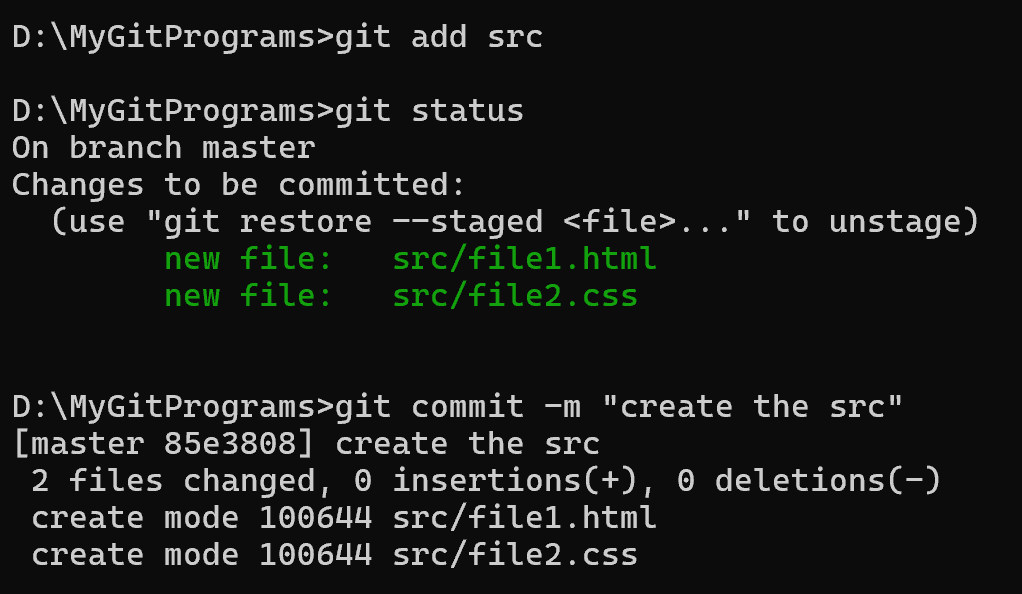 D:\MyGitPrograms>git add src
D:\MyGitPrograms>git status
On branch master
Changes to be committed:
  (use "git restore --staged <file>..." to unstage)
        new file:   src/file1.html
        new file:   src/file2.css
D:\MyGitPrograms>git commit -m "create the src"
[master 85e3808] create the src
 2 files changed, 0 insertions(+), 0 deletions(-)
 create mode 100644 src/file1.html
 create mode 100644 src/file2.css